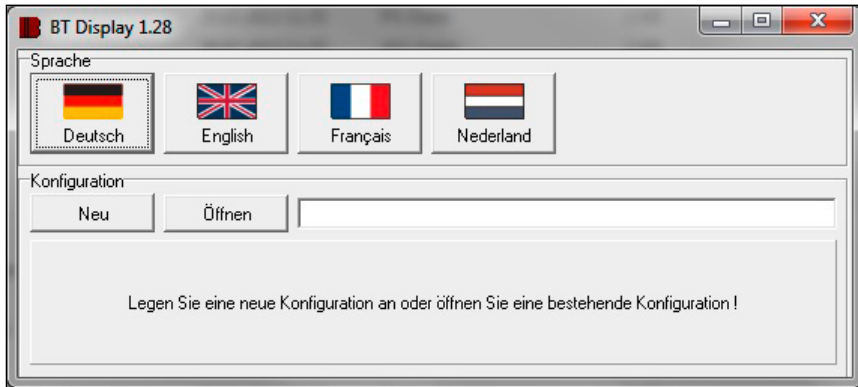 BT Display 1.28
Sprache
Deutsch English Français Nederland
Konfiguration
Neu Öffnen
Legen Sie eine neue Konfiguration an oder öffnen Sie eine bestehende Konfiguration !